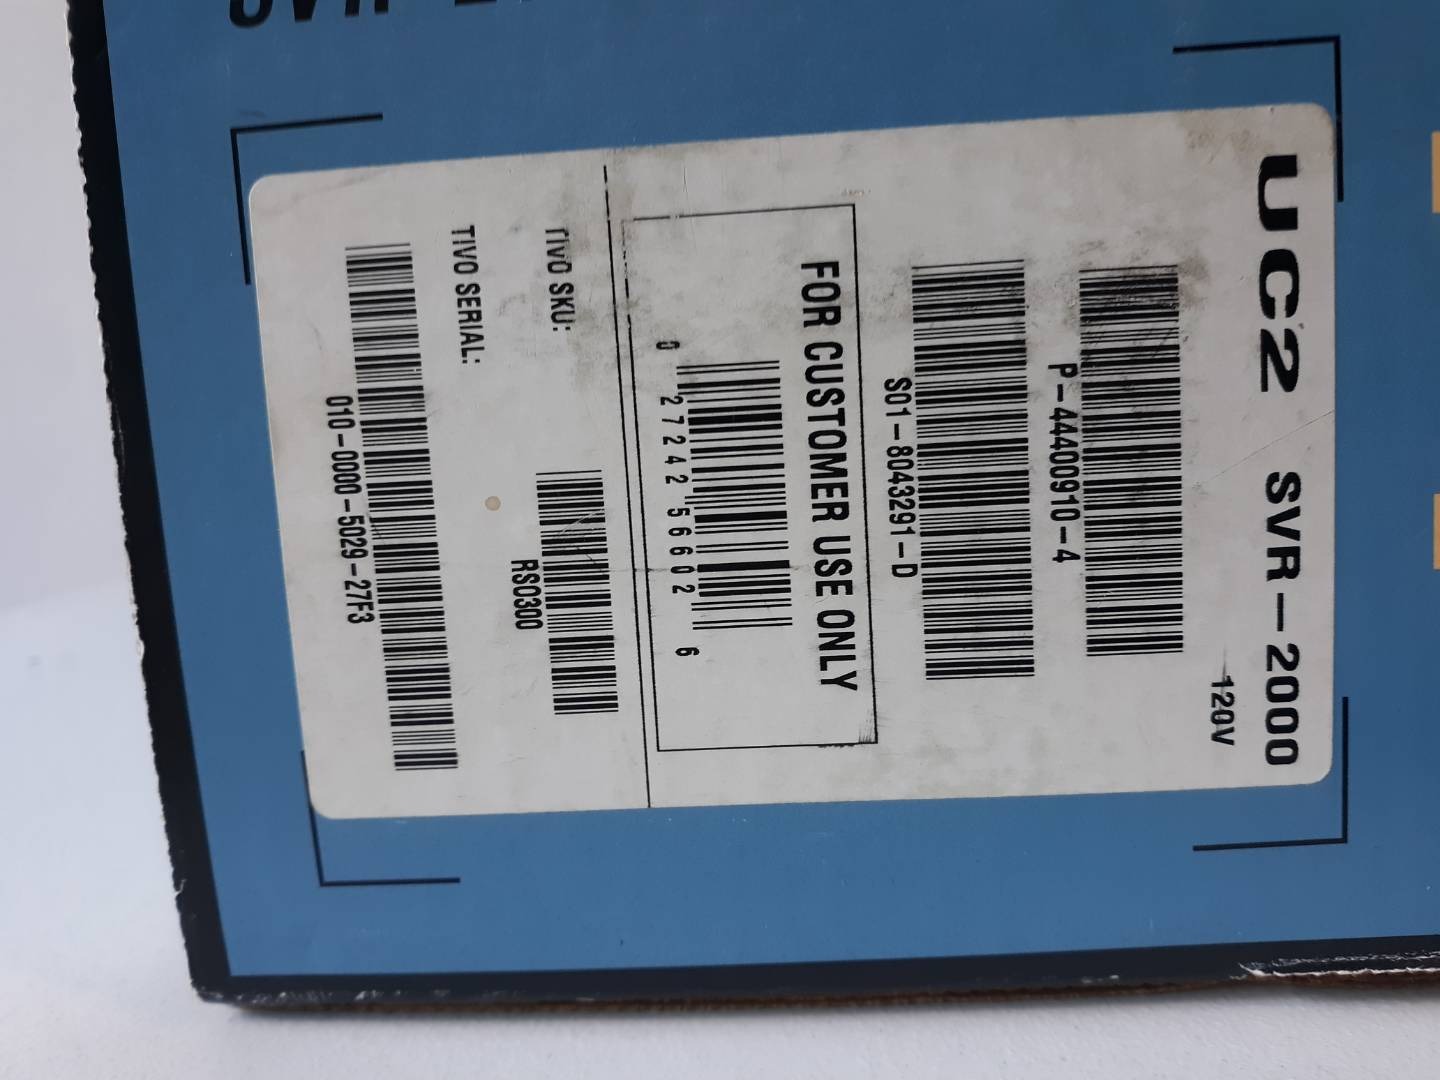 UC2 SVR-2000
120V
P-44400910-4
S01-8043291-D
FOR CUSTOMER USE ONLY
0 27242 56602 6
TIVO SKU:
RS0300
TIVO SERIAL:
010-0000-5029-27F3